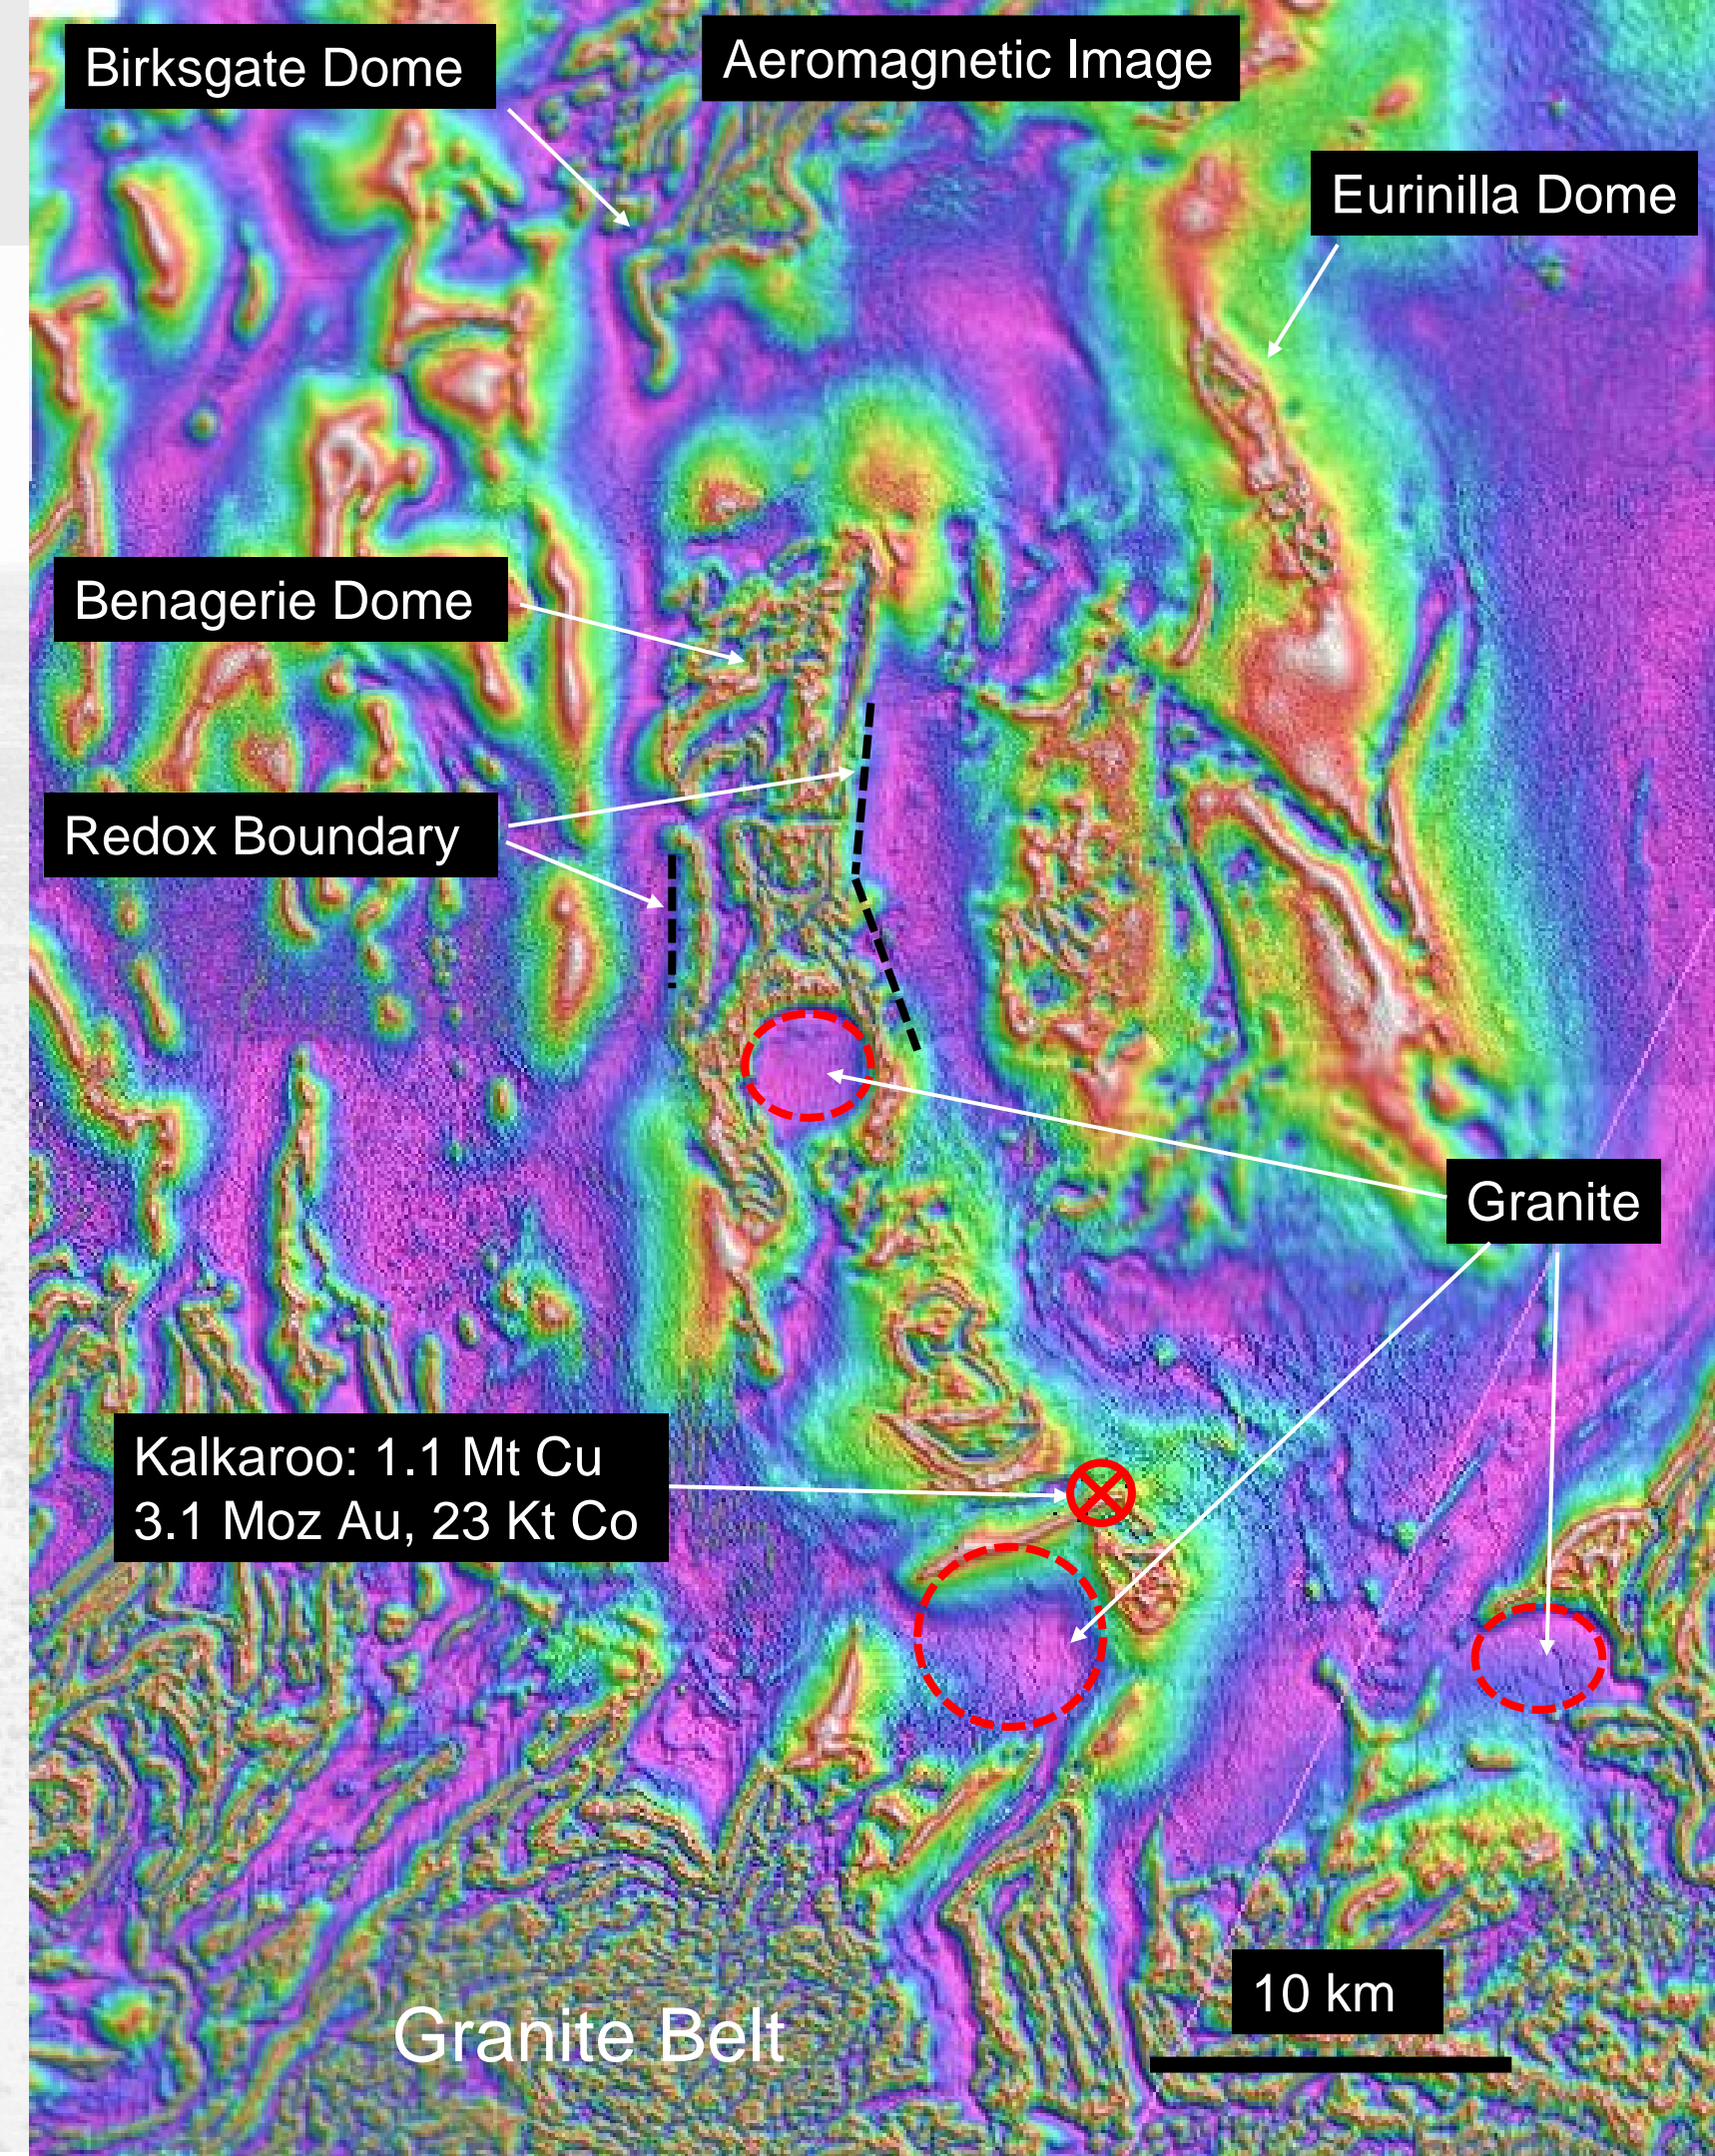 Birksgate Dome
Aeromagnetic Image
Eurinilla Dome
Benagerie Dome
Redox Boundary
Granite
Kalkaroo: 1.1 Mt Cu
3.1 Moz Au, 23 Kt Co
10 km
Granite Belt